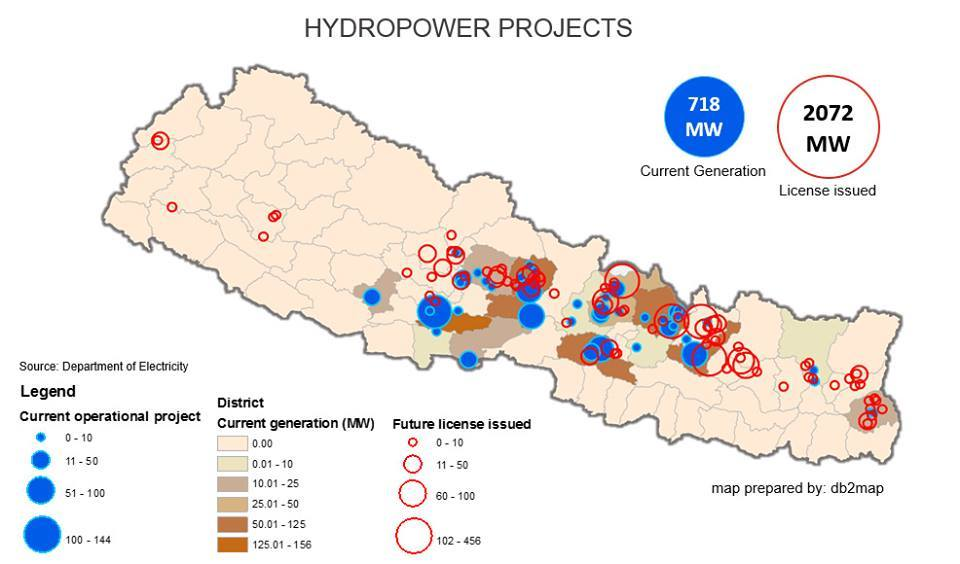 HYDROPOWER PROJECTS
718
MW
Current Generation
2072
MW
License issued
Source: Department of Electricity
Legend
Current operational project
0 - 10
11 - 50
51 - 100
100 - 144
District
Current generation (MW)
0.00
0.01 - 10
10.01 - 25
25.01 - 50
50.01 - 125
125.01 - 156
Future license issued
0 - 10
11 - 50
60 - 100
102 - 456
map prepared by: db2map